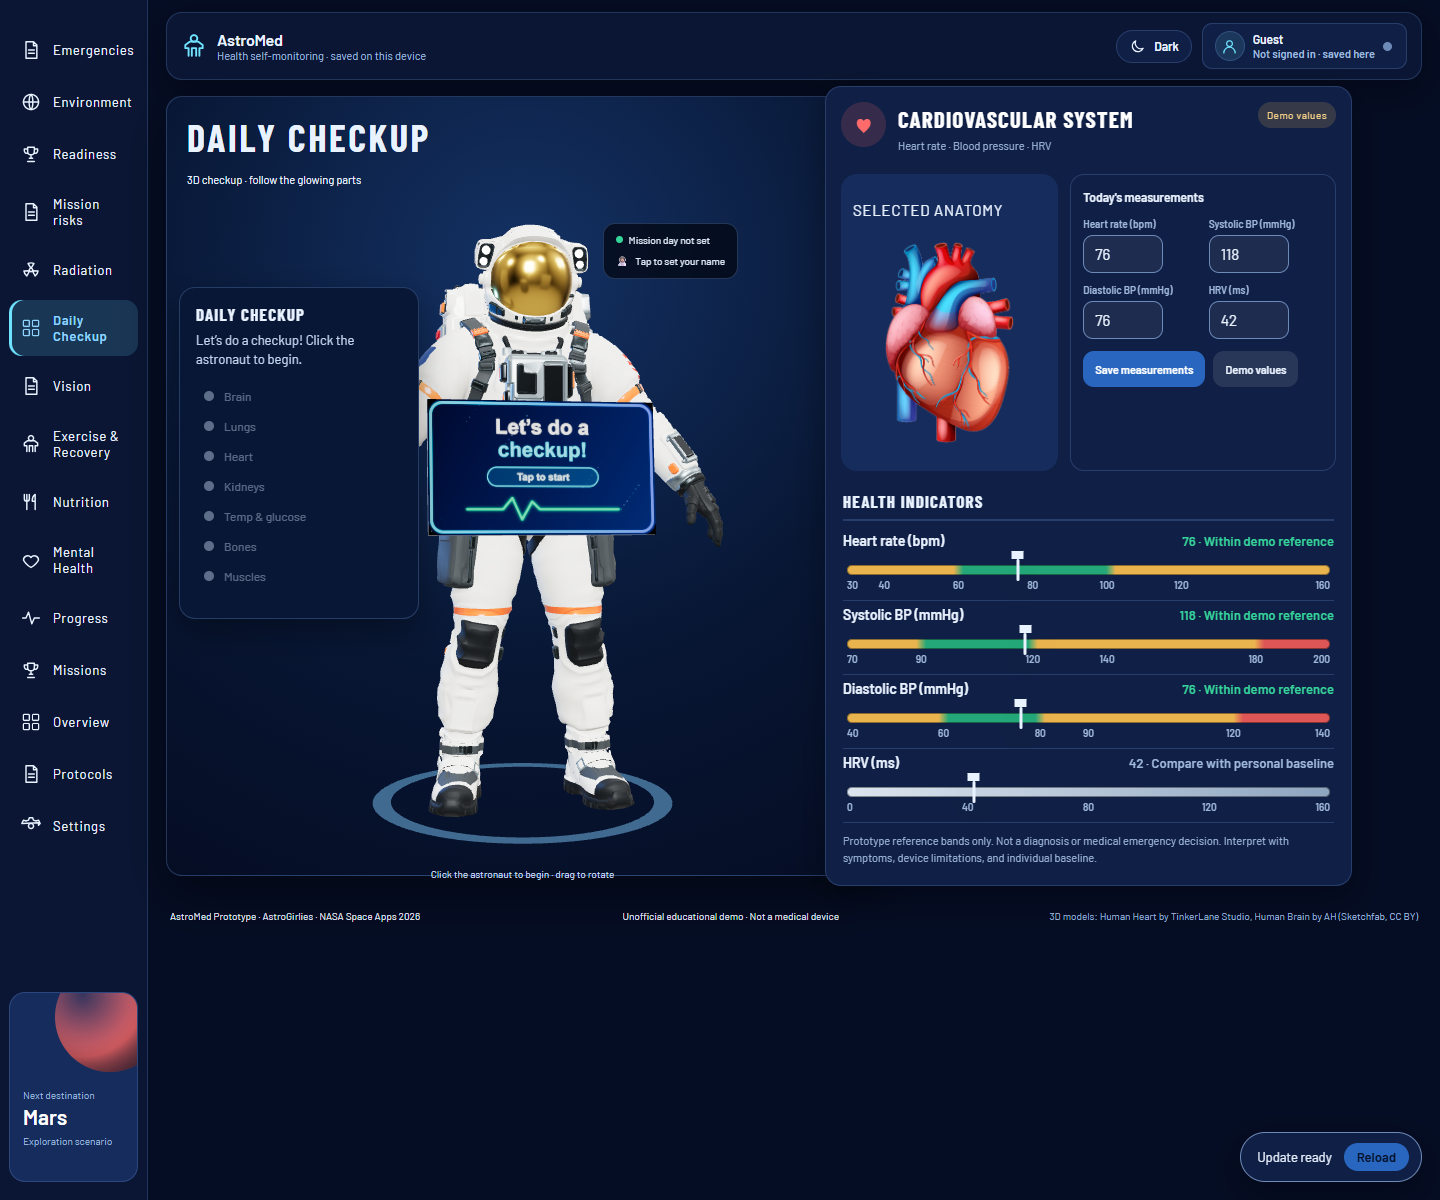 Emergencies
Environment
Readiness
Mission
risks
Radiation
Daily
Checkup
Vision
Exercise &
Recovery
Nutrition
Mental
Health
Progress
Missions
Overview
Protocols
Settings
Next destination
Mars
Exploration scenario
AstroMed
Health self-monitoring · saved on this device
Dark
Guest
Not signed in · saved here
DAILY CHECKUP
3D checkup · follow the glowing parts
Mission day not set
Tap to set your name
DAILY CHECKUP
Let's do a checkup! Click the
astronaut to begin.
Brain
Lungs
Heart
Kidneys
Temp & glucose
Bones
Muscles
Let's do a
checkup!
Tap to start
Click the astronaut to begin · drag to rotate
CARDIOVASCULAR SYSTEM
Heart rate · Blood pressure · HRV
Demo values
SELECTED ANATOMY
Today's measurements
Heart rate (bpm) Systolic BP (mmHg)
76 118
Diastolic BP (mmHg) HRV (ms)
76 42
Save measurements Demo values
HEALTH INDICATORS
Heart rate (bpm) 76 · Within demo reference
30 40 60 80 100 120 160
Systolic BP (mmHg) 118 · Within demo reference
70 90 120 140 180 200
Diastolic BP (mmHg) 76 · Within demo reference
40 60 80 90 120 140
HRV (ms) 42 · Compare with personal baseline
0 40 80 120 160
Prototype reference bands only. Not a diagnosis or medical emergency decision. Interpret with
symptoms, device limitations, and individual baseline.
AstroMed Prototype · AstroGirlies · NASA Space Apps 2026
Unofficial educational demo · Not a medical device
3D models: Human Heart by TinkerLane Studio, Human Brain by AH (Sketchfab, CC BY)
Update ready Reload